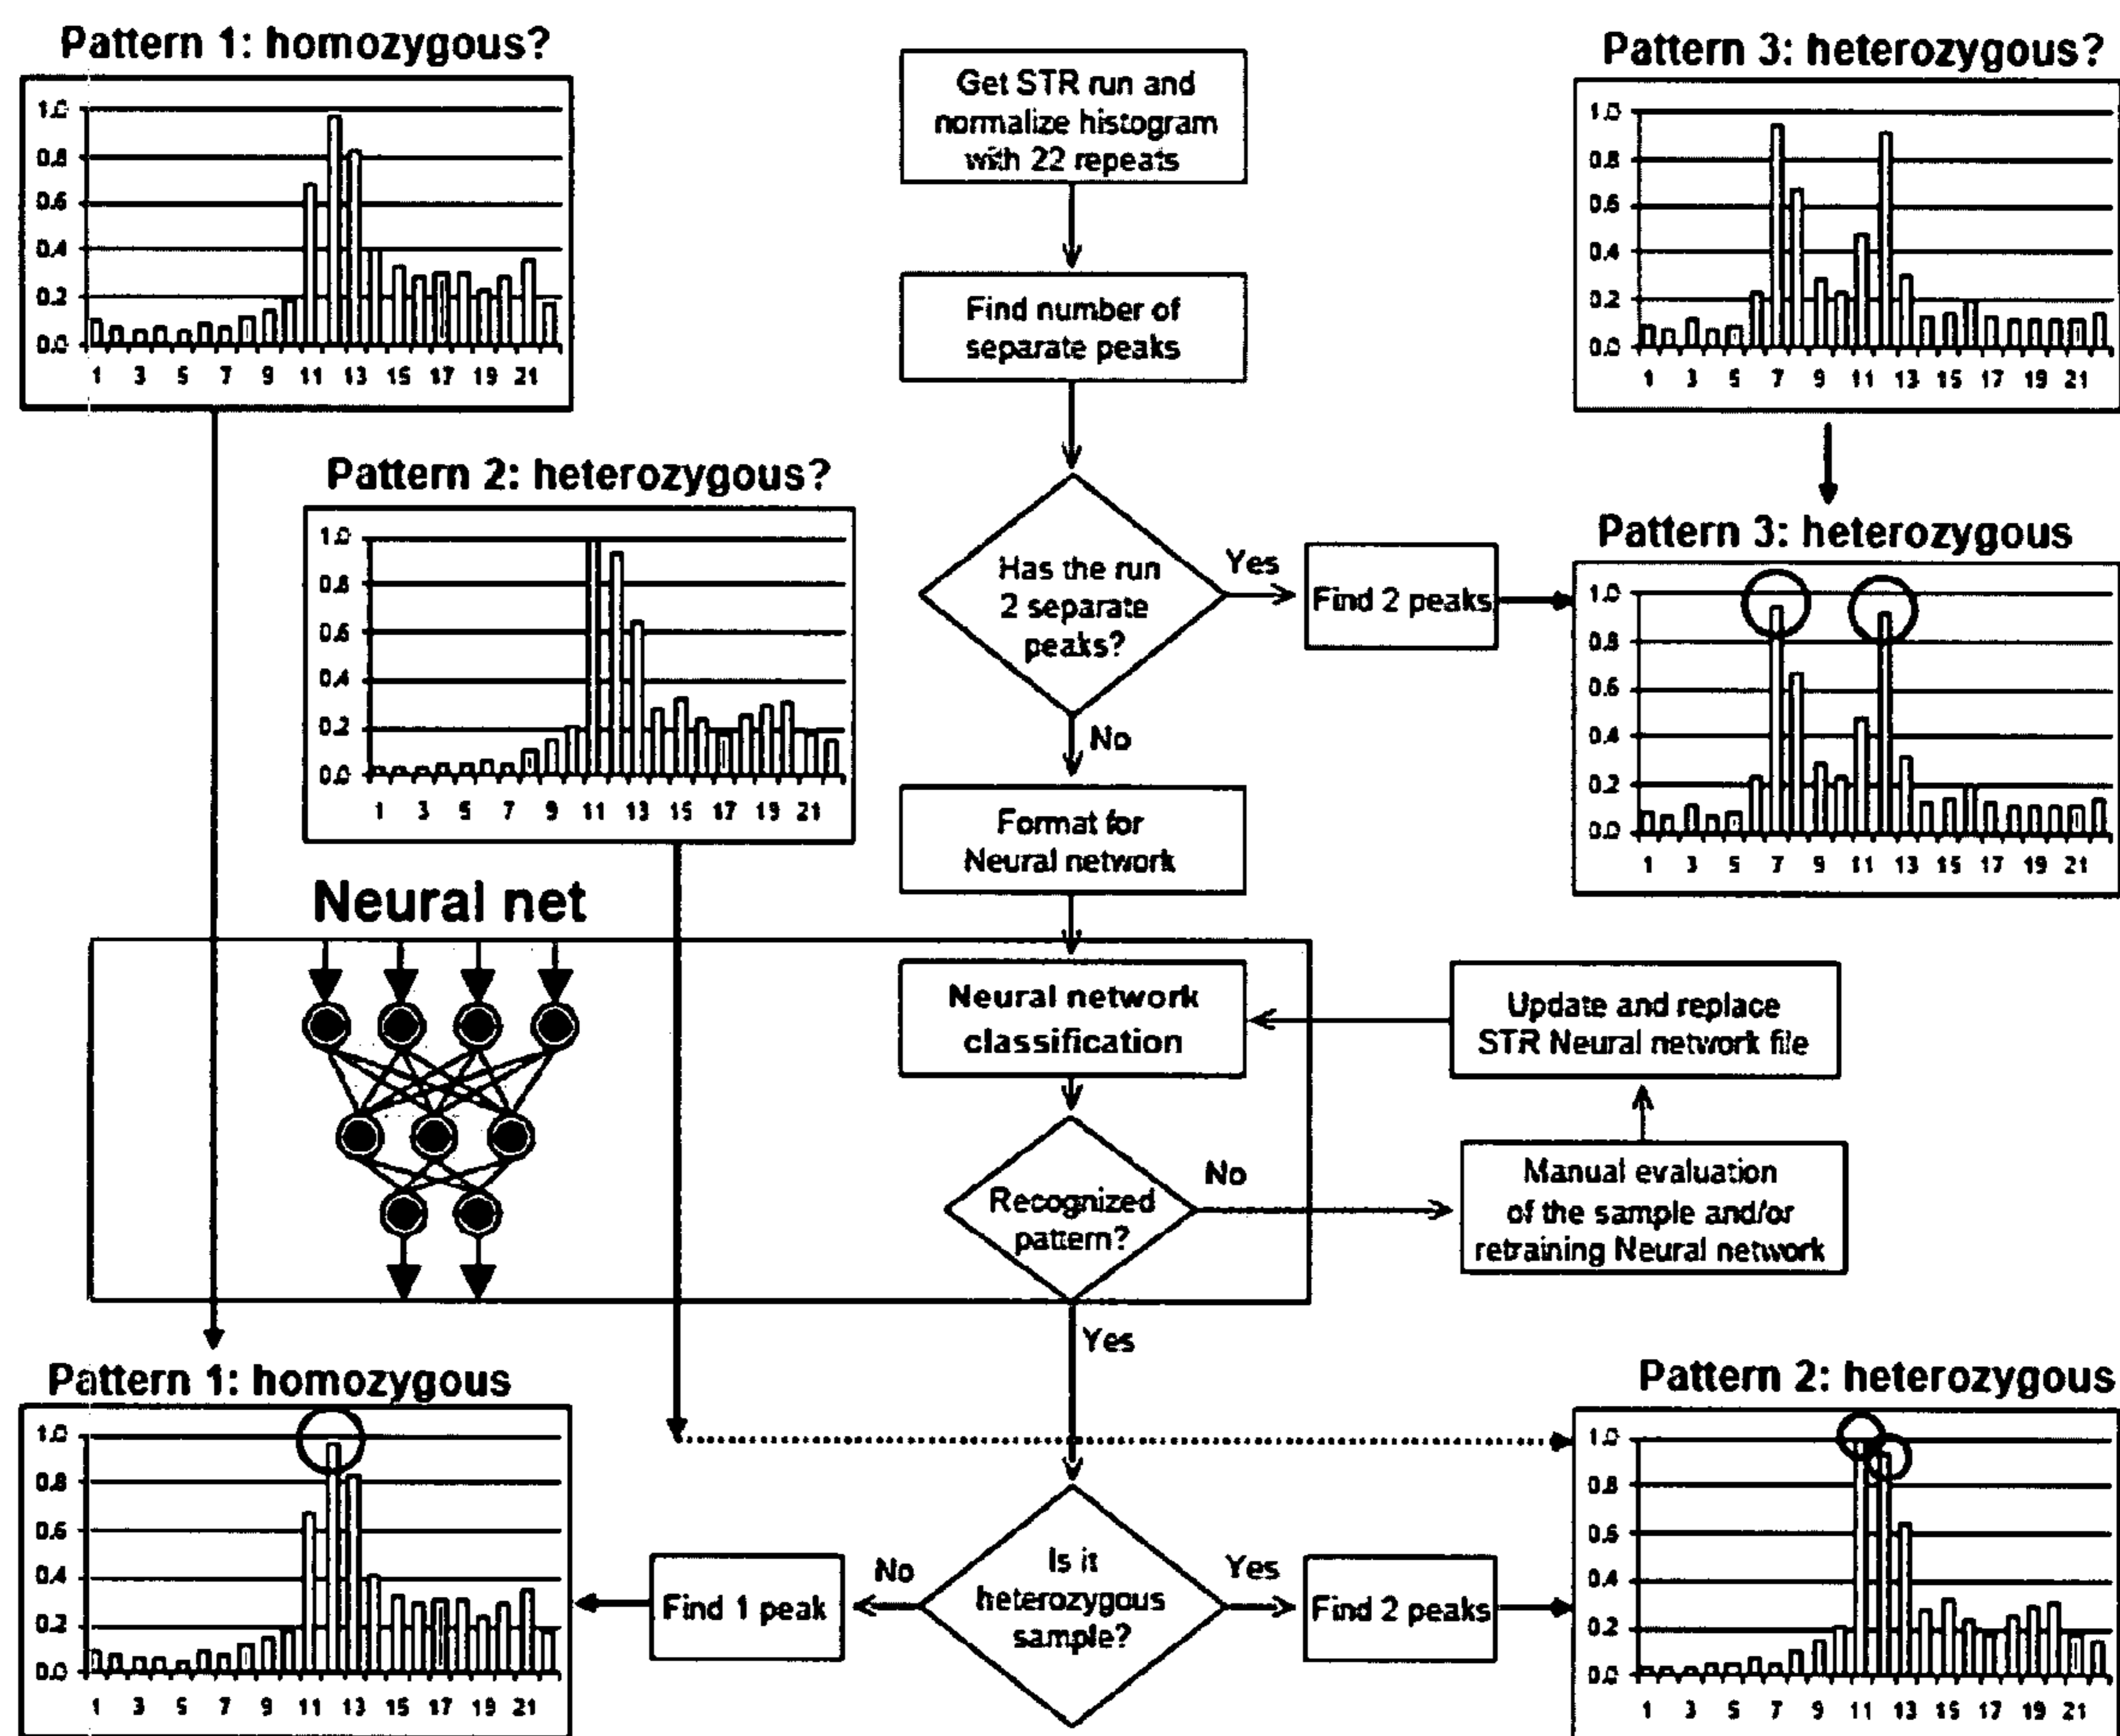 Pattern 1: homozygous?
1.0
0.8
0.6
0.4
0.2
0.0
1 3 5 7 9 11 13 15 17 19 21
Get STR run and
normalize histogram
with 22 repeats
Find number of
separate peaks
Has the run
2 separate
peaks?
Yes
Find 2 peaks
No
Pattern 3: heterozygous?
1.0
0.8
0.6
0.4
0.2
0.0
1 3 5 7 9 11 13 15 17 19 21
Pattern 2: heterozygous?
1.0
0.8
0.6
0.4
0.2
0.0
1 3 5 7 9 11 13 15 17 19 21
Pattern 3: heterozygous
1.0
0.8
0.6
0.4
0.2
0.0
1 3 5 7 9 11 13 15 17 19 21
Format for
Neural network
Neural net
Neural network
classification
Update and replace
STR Neural network file
Recognized
pattern?
No
Manual evaluation
of the sample and/or
retraining Neural network
Yes
Pattern 1: homozygous
1.0
0.8
0.6
0.4
0.2
0.0
1 3 5 7 9 11 13 15 17 19 21
Find 1 peak
No
Is it
heterozygous
sample?
Yes
Find 2 peaks
Pattern 2: heterozygous
1.0
0.8
0.6
0.4
0.2
0.0
1 3 5 7 9 11 13 15 17 19 21